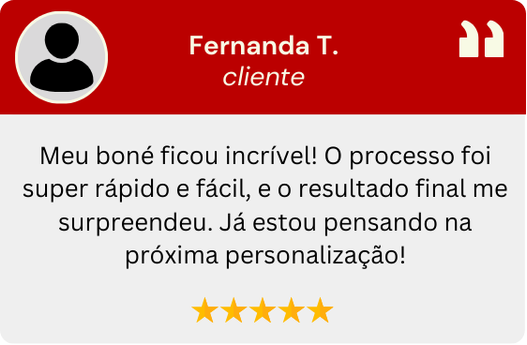 Fernanda T.
cliente
Meu boné ficou incrível! O processo foi
super rápido e fácil, e o resultado final me
surpreendeu. Já estou pensando na
próxima personalização!